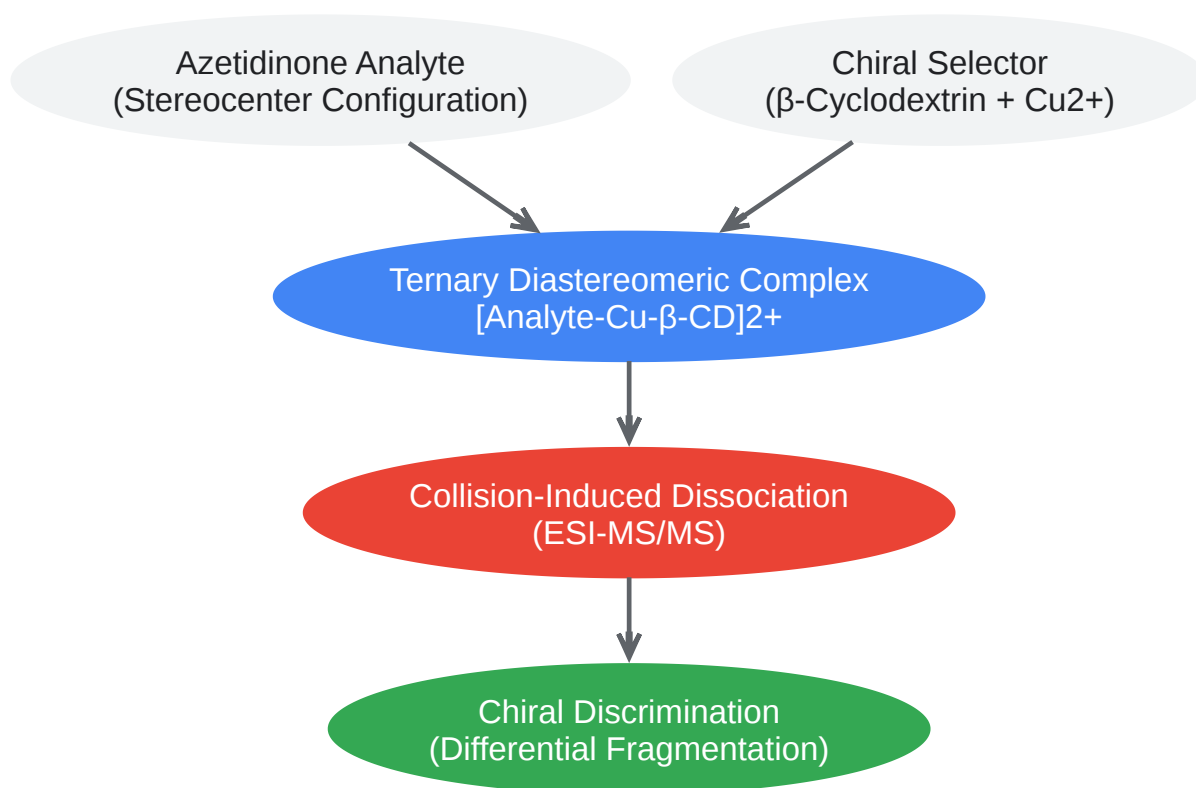 Azetidinone Analyte
(Stereocenter Configuration)
Chiral Selector
(β-Cyclodextrin + Cu2+)
Ternary Diastereomeric Complex
[Analyte-Cu-β-CD]2+
Collision-Induced Dissociation
(ESI-MS/MS)
Chiral Discrimination
(Differential Fragmentation)